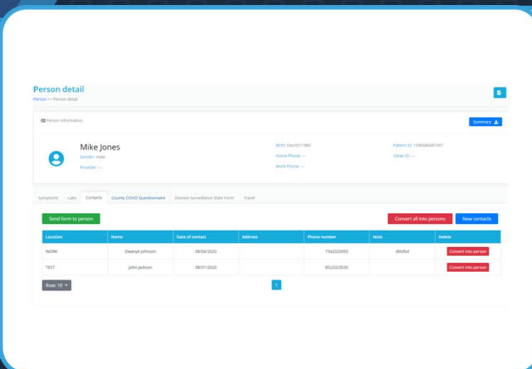 Person detail
Person >> Person detail
Person information
Summary
Mike Jones
Gender: male
Provider: ---
Home Phone: ---
Work Phone: ---
Other ID: ---
Symptoms Labs Contacts County COVID Questionnaire Disease Surveillance State Form Travel
Send form to person
Convert all into persons New contacts
Location Name Date of contact Address Phone number Note Delete
WORK Johnson 08/04/2020 Convert into person
TEST John Jackson 08/01/2020 Convert into person
Row: 10
1